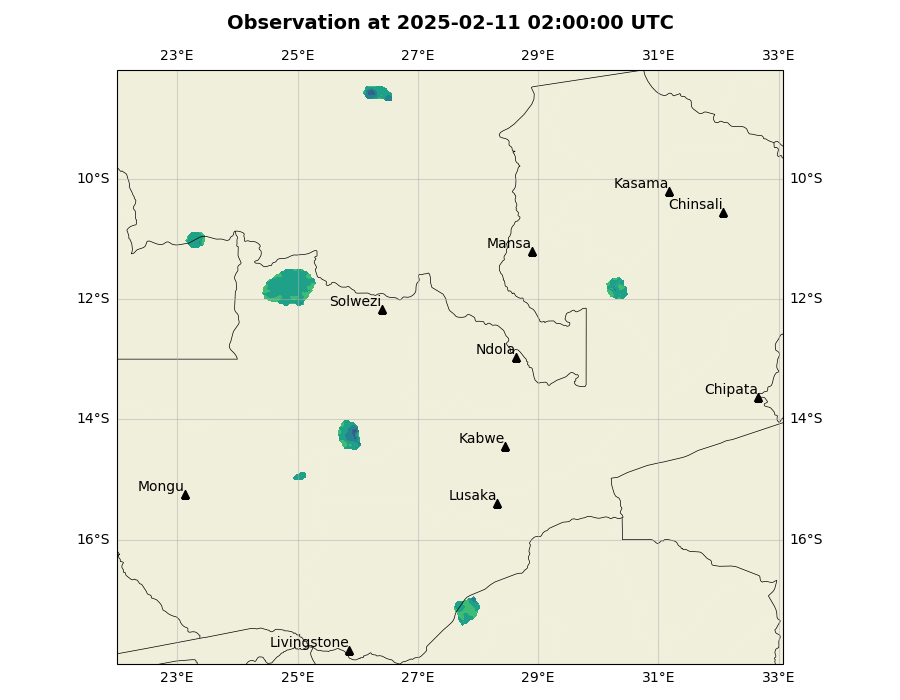 Observation at 2025-02-11 02:00:00 UTC
23°E 25°E 27°E 29°E 31°E 33°E
10°S 10°S
Kasama
Chinsali
Mansa
12°S 12°S
Solwezi
Ndola
Chipata
14°S 14°S
Kabwe
Mongu
Lusaka
16°S 16°S
Livingstone
23°E 25°E 27°E 29°E 31°E 33°E